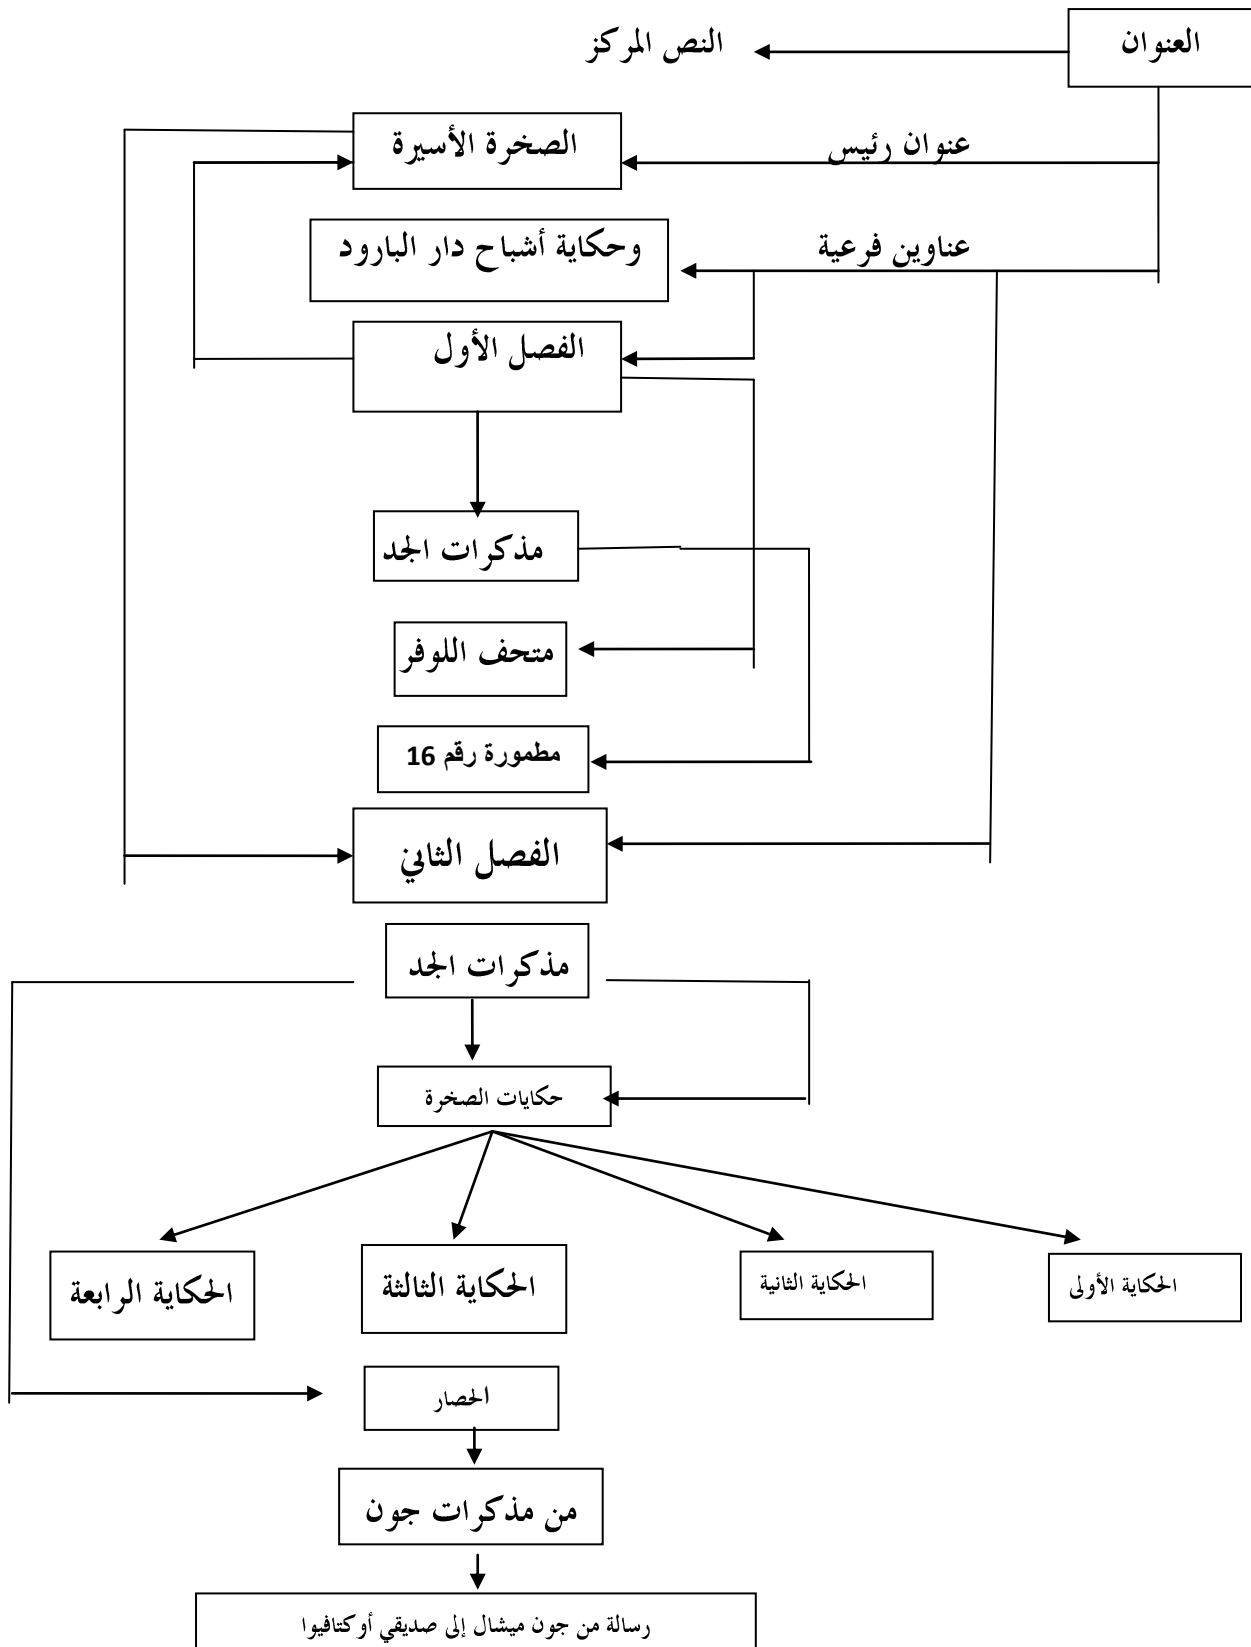 العنوان
النص المركز
عنوان رئيس
الصخرة الأسيرة
عناوين فرعية
وحكاية أشباح دار البارود
الفصل الأول
مذكرات الجد
متحف اللوفر
مطمورة رقم 16
الفصل الثاني
مذكرات الجد
حكايات الصخرة
الحكاية الأولى
الحكاية الثانية
الحكاية الثالثة
الحكاية الرابعة
الحصار
من مذكرات جون
رسالة من جون ميشال إلى صديقي أوكتافيوا